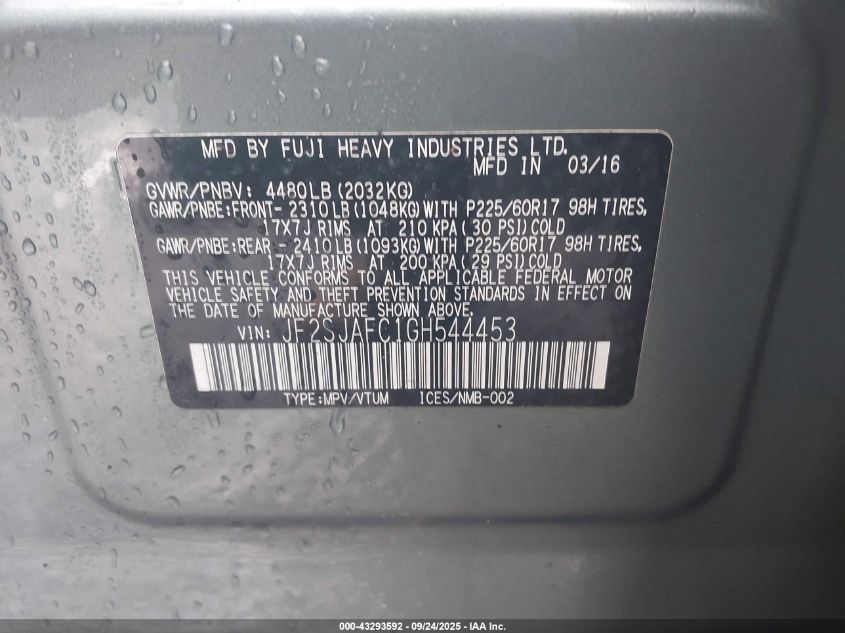 MFD BY FUJI HEAVY INDUSTRIES LTD.
MFD IN 03/16
GVWR/PNBV: 4480LB(2032KG)
GAWR/PNBE:FRONT- 2310LB(1048KG)WITH P225/60R17 98H TIRES,
17X7J RIMS AT 210 KPA(30 PSI)COLD
GAWR/PNBE:REAR - 2410LB(1093KG)WITH P225/60R17 98H TIRES,
17X7J RIMS AT 200 KPA(29 PSI)COLD
THIS VEHICLE CONFORMS TO ALL APPLICABLE FEDERAL MOTOR
VEHICLE SAFETY AND THEFT PREVENTION STANDARDS IN EFFECT ON
THE DATE OF MANUFACTURE SHOWN ABOVE.
VIN: JF2SJAFC1GH544453
TYPE:MPV/VTUM ICES/NMB-002
000-43293592 - 09/24/2025 - IAA Inc.